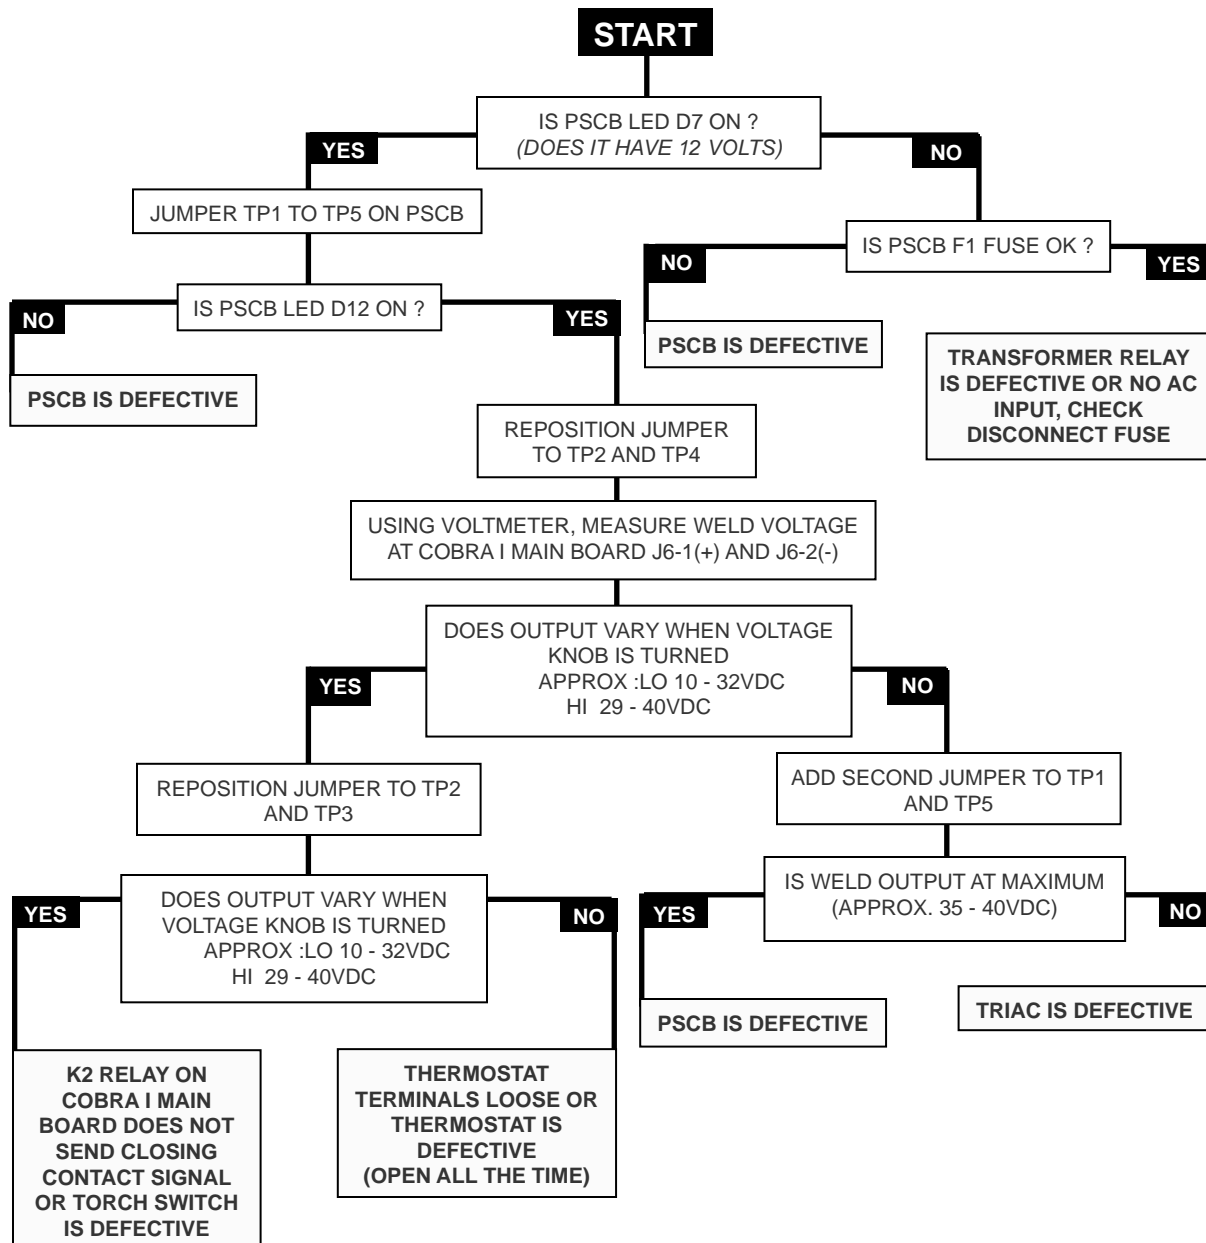 START
IS PSCB LED D7 ON ?
(DOES IT HAVE 12 VOLTS)
YES
NO
JUMPER TP1 TO TP5 ON PSCB
IS PSCB F1 FUSE OK ?
NO
YES
IS PSCB LED D12 ON ?
NO
YES
PSCB IS DEFECTIVE
TRANSFORMER RELAY
IS DEFECTIVE OR NO AC
INPUT, CHECK
DISCONNECT FUSE
PSCB IS DEFECTIVE
REPOSITION JUMPER
TO TP2 AND TP4
USING VOLTMETER, MEASURE WELD VOLTAGE
AT COBRA I MAIN BOARD J6-1(+) AND J6-2(-)
DOES OUTPUT VARY WHEN VOLTAGE
KNOB IS TURNED
APPROX :LO 10 - 32VDC
HI 29 - 40VDC
YES
NO
REPOSITION JUMPER TO TP2
AND TP3
ADD SECOND JUMPER TO TP1
AND TP5
DOES OUTPUT VARY WHEN
VOLTAGE KNOB IS TURNED
APPROX :LO 10 - 32VDC
HI 29 - 40VDC
YES
NO
IS WELD OUTPUT AT MAXIMUM
(APPROX. 35 - 40VDC)
YES
NO
PSCB IS DEFECTIVE
TRIAC IS DEFECTIVE
K2 RELAY ON
COBRA I MAIN
BOARD DOES NOT
SEND CLOSING
CONTACT SIGNAL
OR TORCH SWITCH
IS DEFECTIVE
THERMOSTAT
TERMINALS LOOSE OR
THERMOSTAT IS
DEFECTIVE
(OPEN ALL THE TIME)